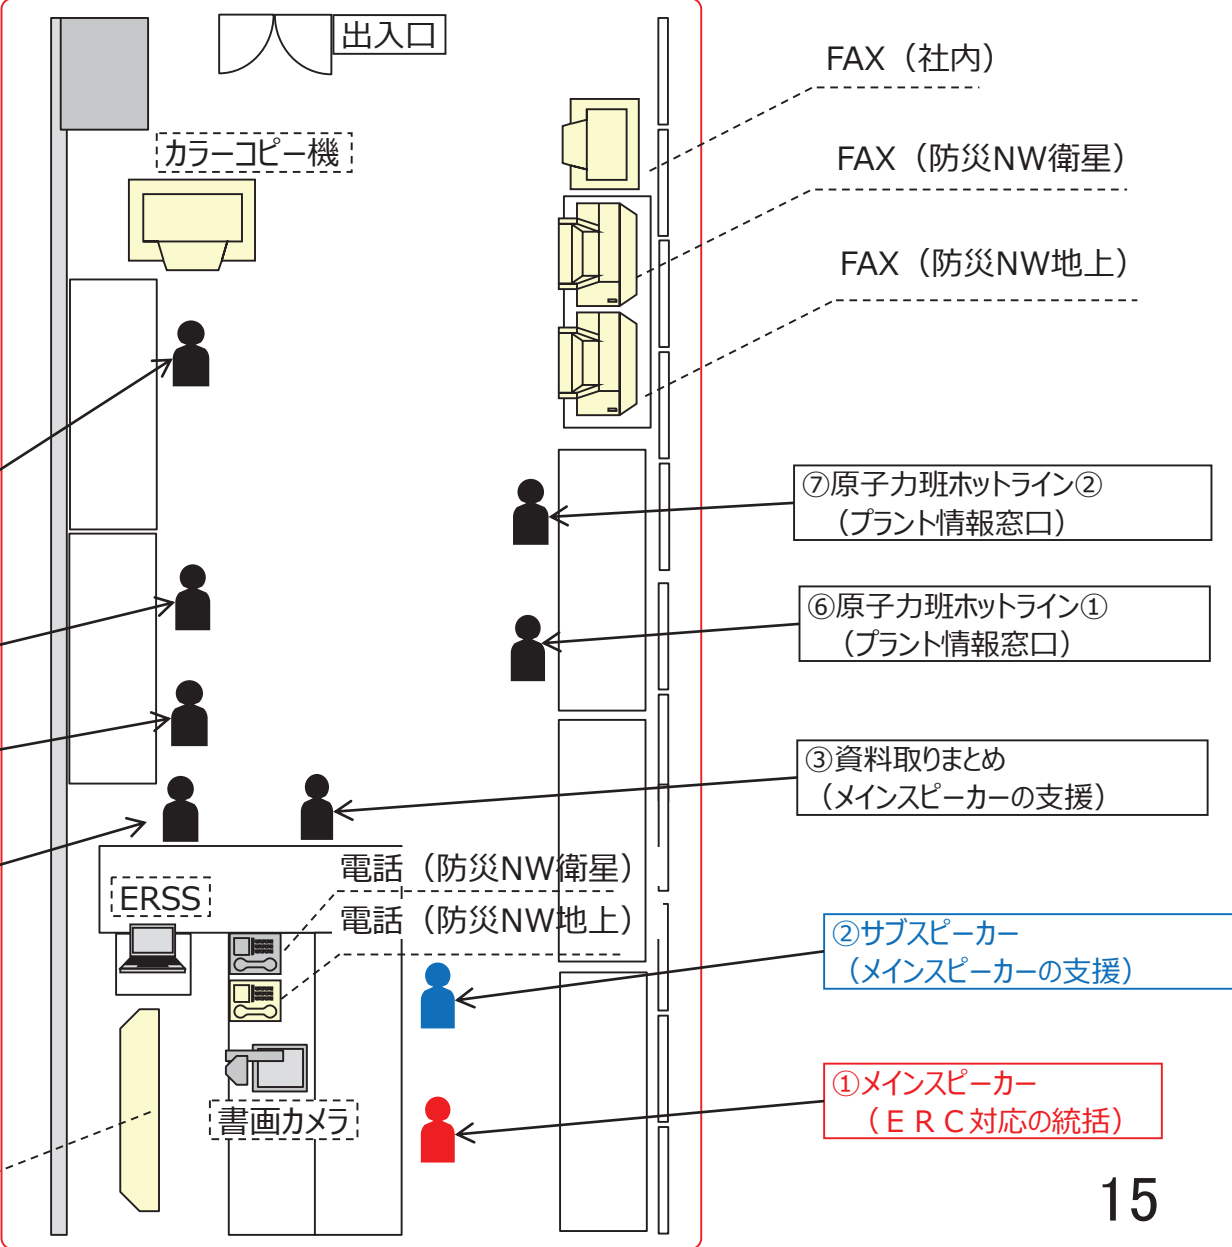 出入口
FAX（社内）
カラーコピー機
FAX（防災NW衛星）
FAX（防災NW地上）
⑦原子力班ホットライン②
（プラント情報窓口）
⑥原子力班ホットライン①
（プラント情報窓口）
③資料取りまとめ
（メインスピーカーの支援）
電話（防災NW衛星）
ERSS
電話（防災NW地上）
②サブスピーカー
（メインスピーカーの支援）
①メインスピーカー
（ＥＲＣ対応の統括）
書画カメラ
15